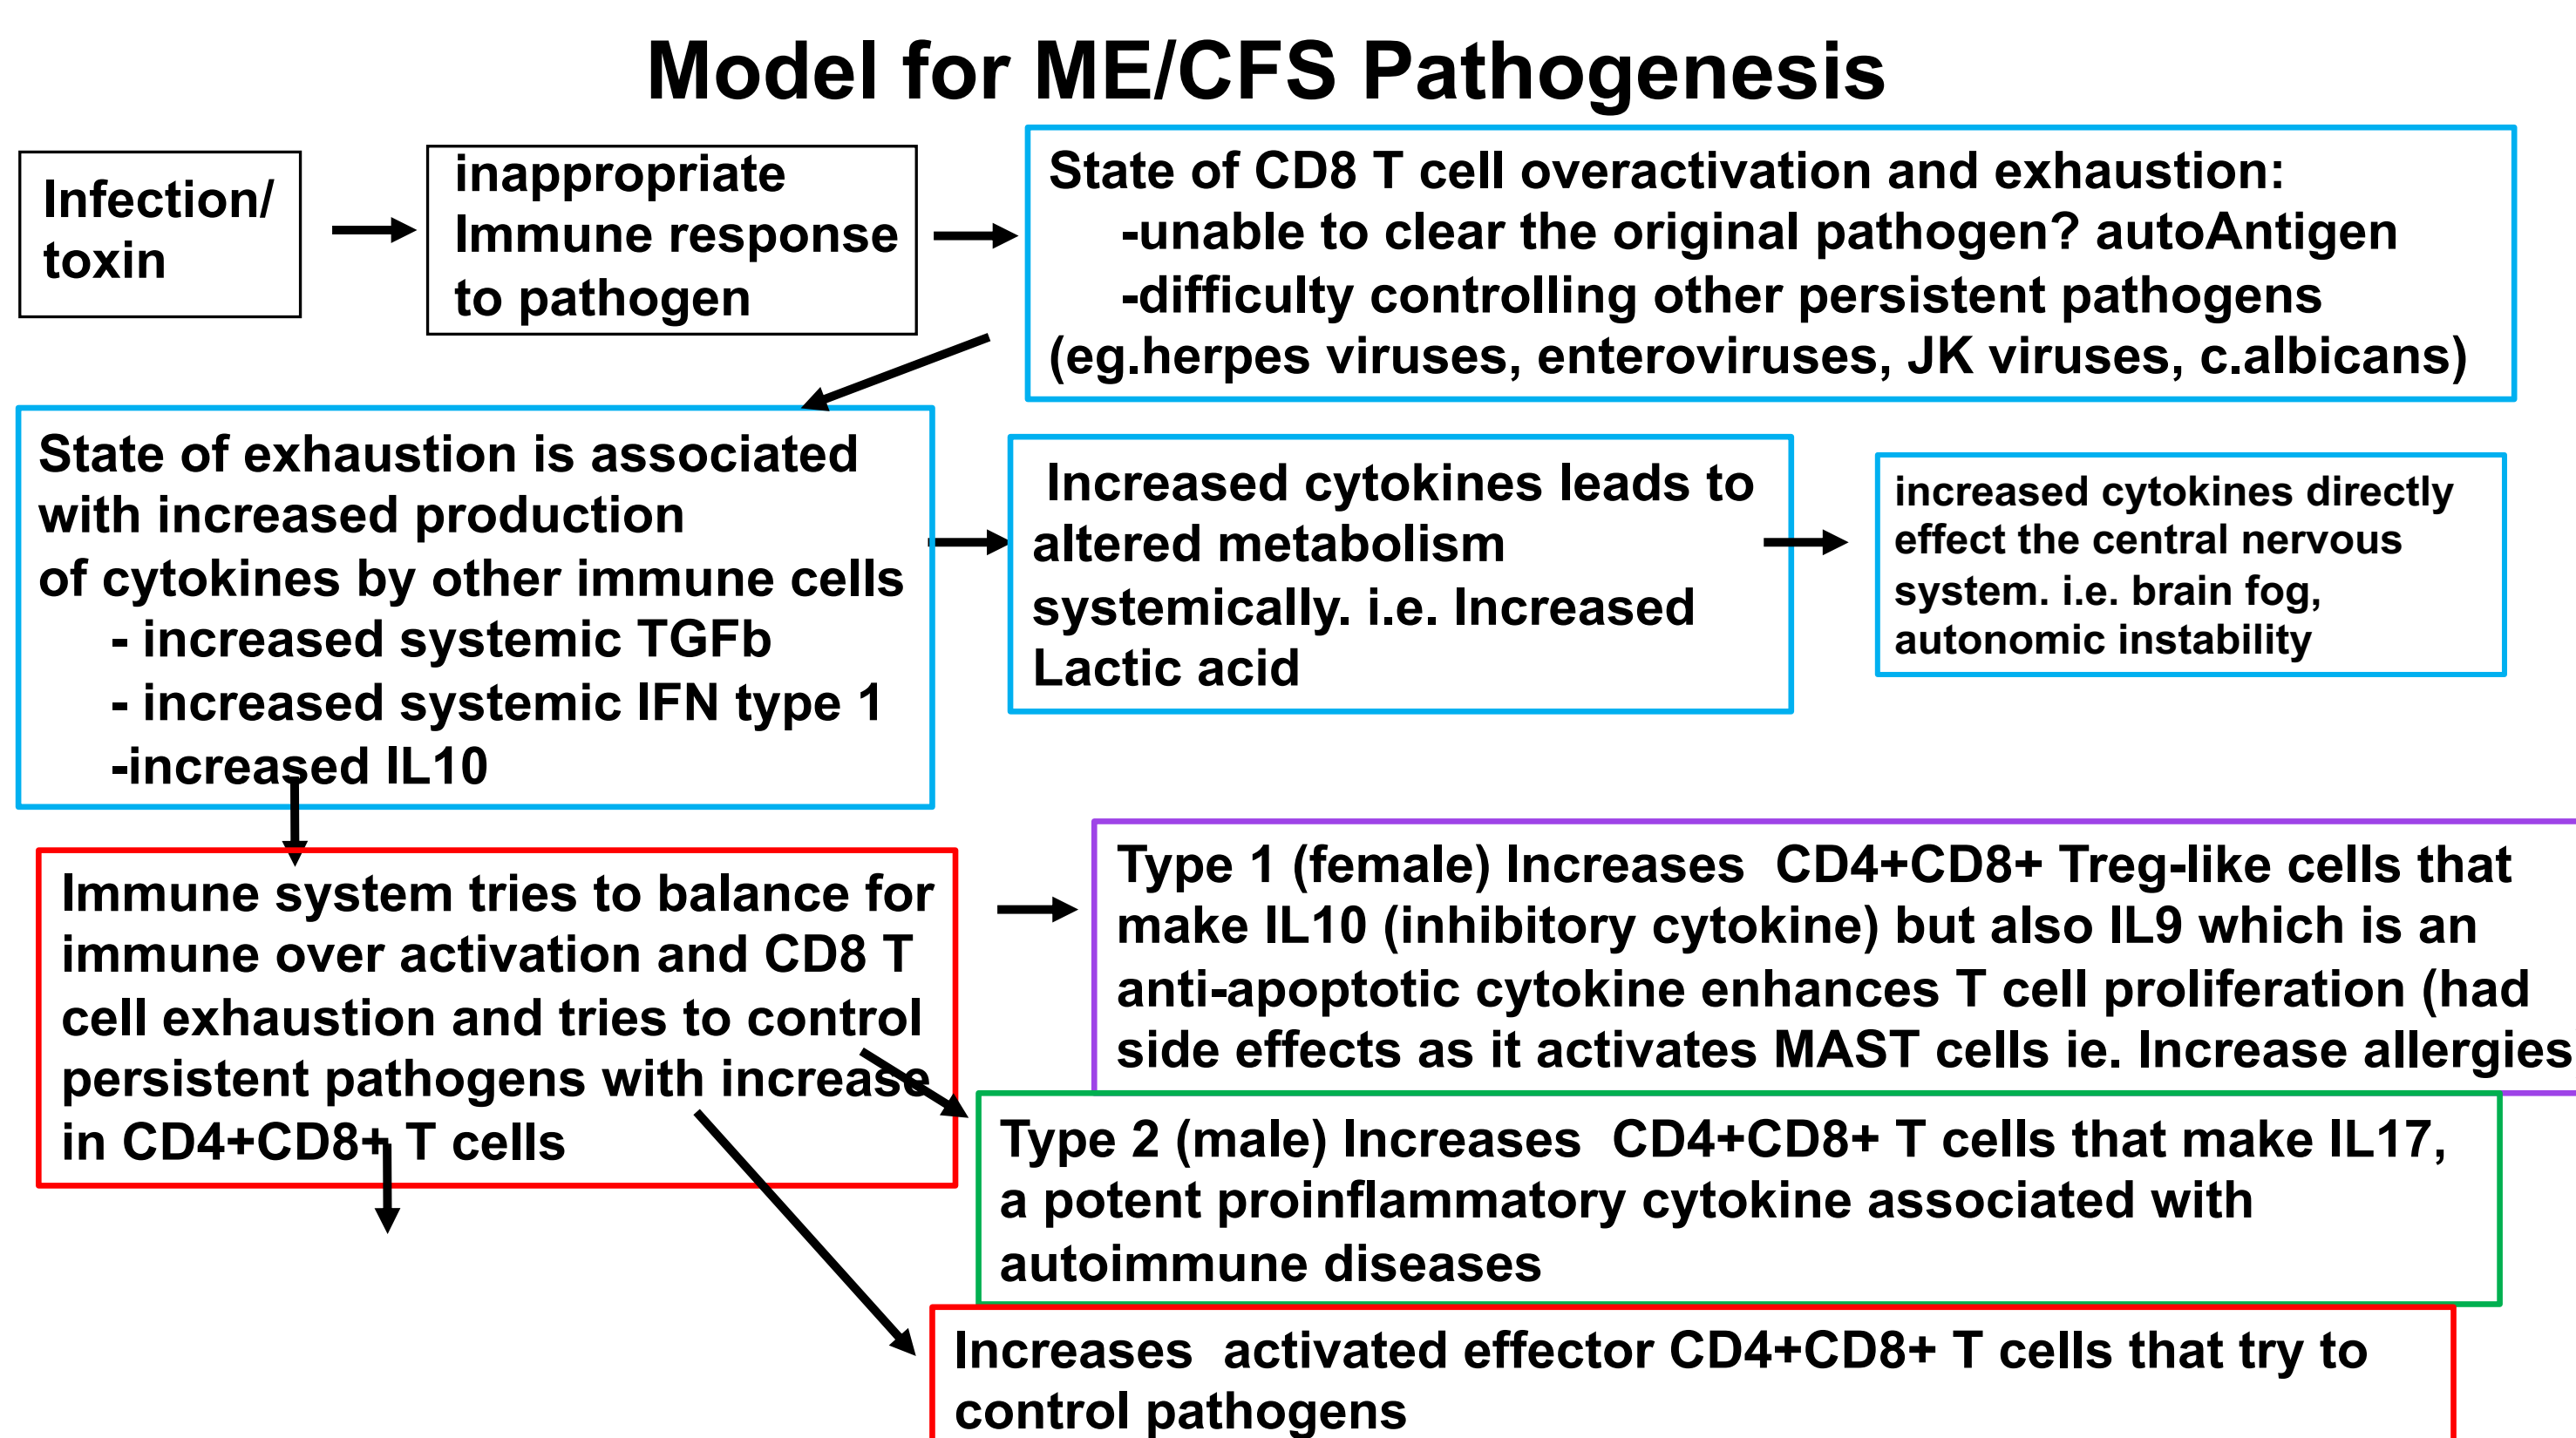 Model for ME/CFS Pathogenesis
Infection/
toxin
inappropriate
Immune response
to pathogen
State of CD8 T cell overactivation and exhaustion:
-unable to clear the original pathogen? autoAntigen
-difficulty controlling other persistent pathogens
(eg.herpes viruses, enteroviruses, JK viruses, c.albicans)
State of exhaustion is associated
with increased production
of cytokines by other immune cells
- increased systemic TGFb
- increased systemic IFN type 1
-increased IL10
Increased cytokines leads to
altered metabolism
systemically. i.e. Increased
Lactic acid
increased cytokines directly
effect the central nervous
system. i.e. brain fog,
autonomic instability
Immune system tries to balance for
immune over activation and CD8 T
cell exhaustion and tries to control
persistent pathogens with increase
in CD4+CD8+ T cells
Type 1 (female) Increases CD4+CD8+ Treg-like cells that
make IL10 (inhibitory cytokine) but also IL9 which is an
anti-apoptotic cytokine enhances T cell proliferation (had
side effects as it activates MAST cells ie. Increase allergies
Type 2 (male) Increases CD4+CD8+ T cells that make IL17,
a potent proinflammatory cytokine associated with
autoimmune diseases
Increases activated effector CD4+CD8+ T cells that try to
control pathogens